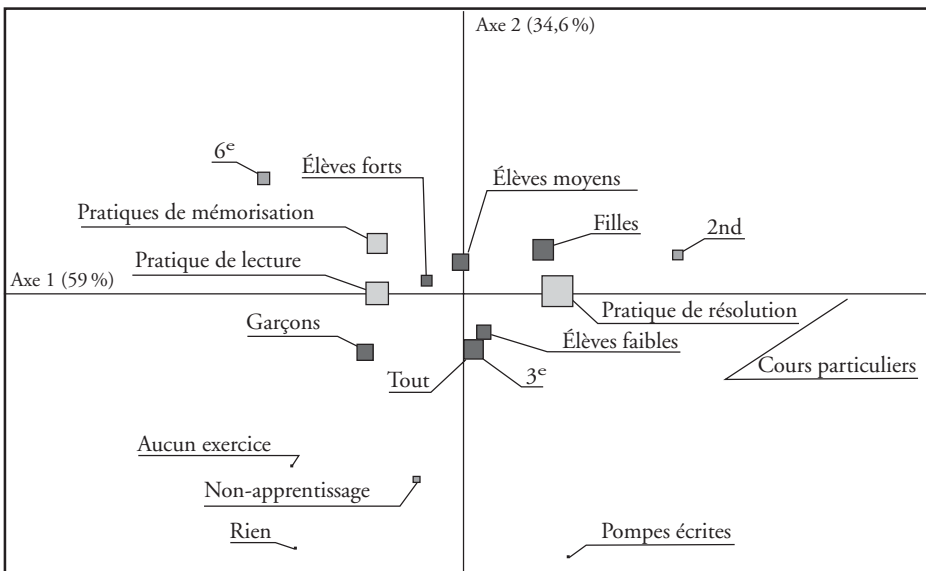 Axe 2 (34,6 %)
6e
Élèves forts
Élèves moyens
Pratiques de mémorisation
Filles
2nd
Pratique de lecture
Axe 1 (59 %)
Pratique de résolution
Garçons
Élèves faibles
Cours particuliers
Tout
3e
Aucun exercice
Non-apprentissage
Rien
Pompes écrites